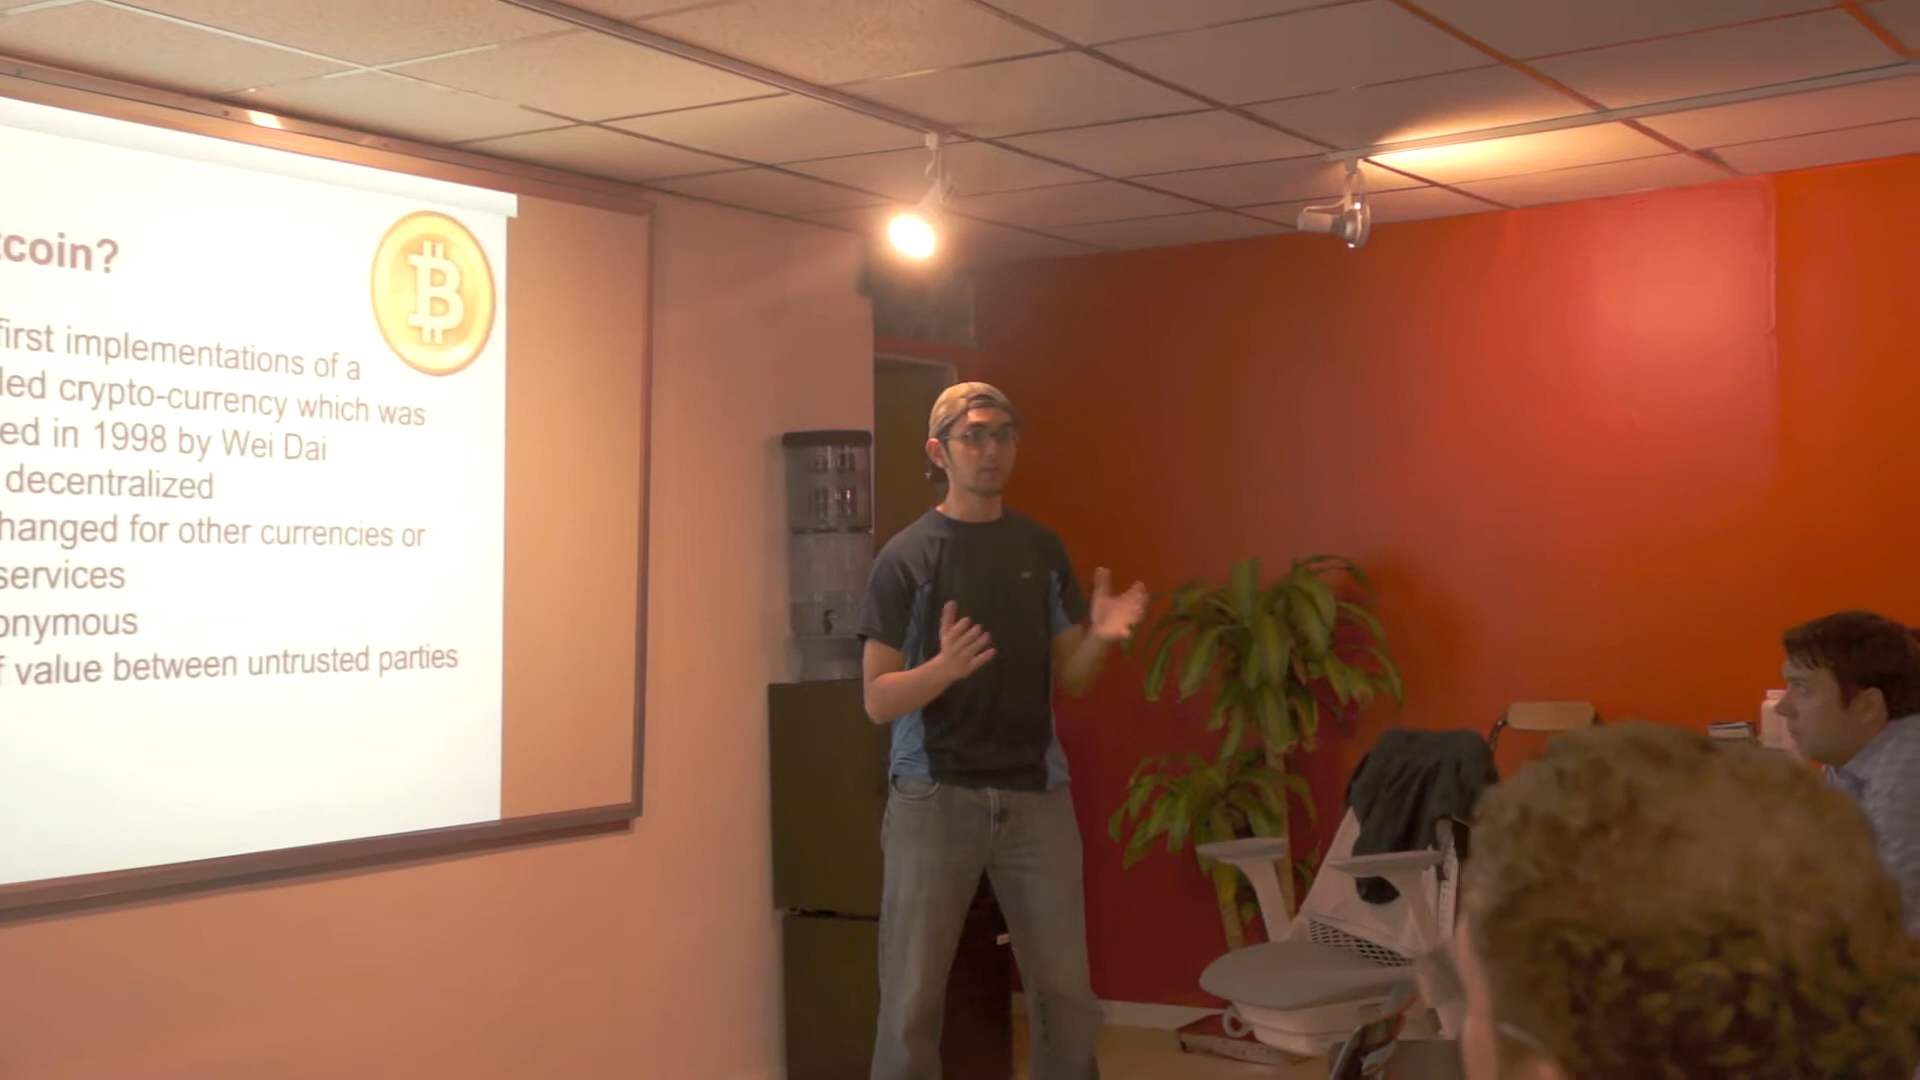 tcoin?
first implementations of a
led crypto-currency which was
ed in 1998 by Wei Dai
decentralized
hanged for other currencies or
services
onymous
f value between untrusted parties